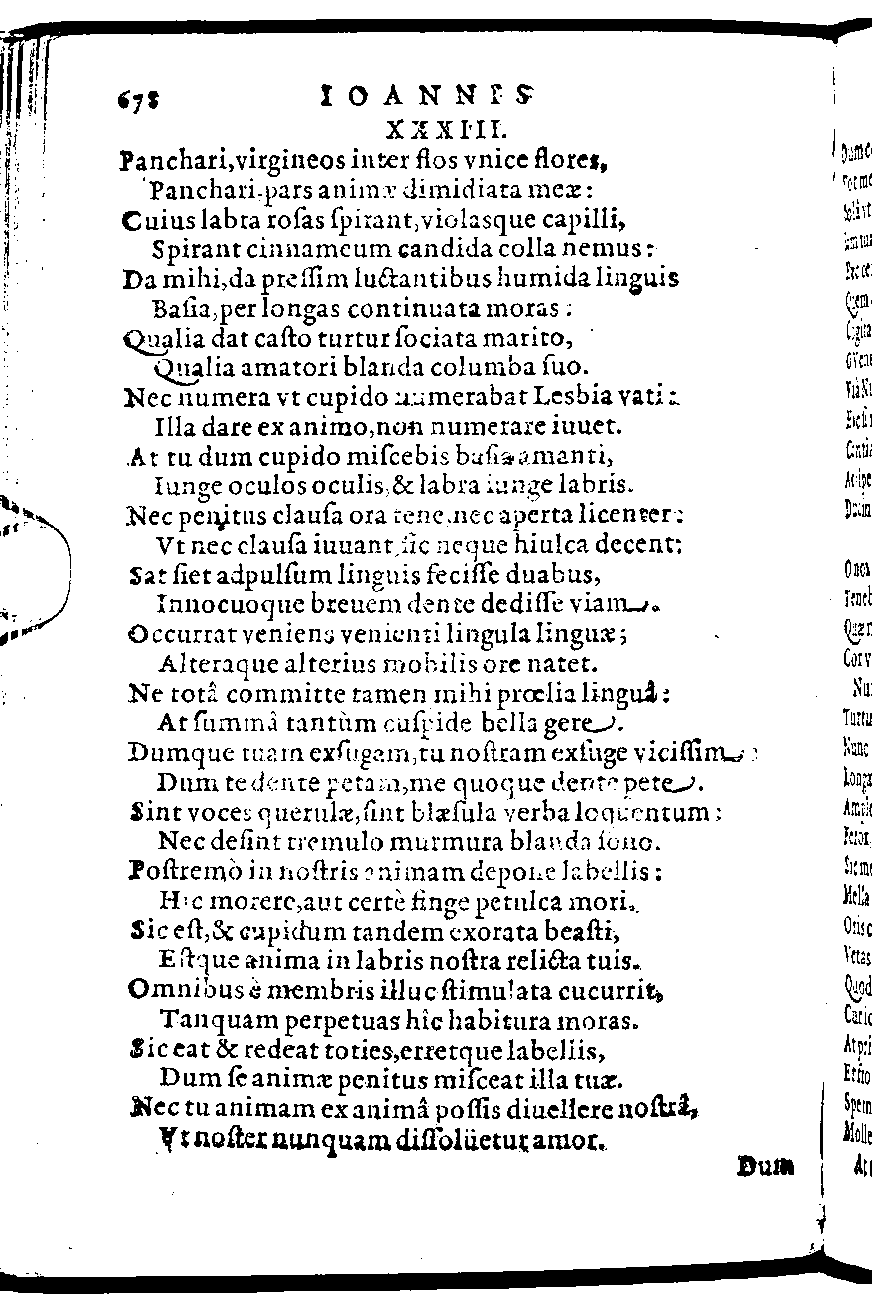 678 IOANNIS
XXXIII.
Panchari,virgineos inter flos vnice flores,
Panchari pars animæ dimidiata meæ:
Cuius labra roſas ſpirant,violasque capilli,
Spirant cinnameum candida colla nemus:
Da mihi,da preſſim luctantibus humida linguis
Baſia,per longas continuata moras:
Qualia dat caſto turtur ſociata marito,
Qualia amatori blanda columba ſuo.
Nec numera vt cupido numerabat Lesbia vati:
Illa dare ex animo,non numerare iuuet.
At tu dum cupido miſcebis baſia amanti,
Iunge oculos oculis,& labra iunge labris.
Nec penitus clauſa ora tene,nec aperta licenter:
Vt nec clauſa iuuant,ſic neque hiulca decent:
Sat ſiet adpulſum linguis feciſſe duabus,
Innocuoque breuem dente dediſſe viam.
Occurrat veniens venienti lingula linguæ;
Alteraque alterius mobilis ore natet.
Ne totâ committe tamen mihi prœlia linguâ:
At ſummâ tantùm cuſpide bella gere.
Dumque tuam exſugam,tu noſtram exſuge viciſſim:
Dum te dente petam,me quoque dente pete.
Sint voces querulæ,ſint blæſula verba loquentum:
Nec deſint tremulo murmura blanda ſono.
Poſtremò in noſtris animam depone labellis:
Hîc morere,aut certè finge petulca mori.
Sic eſt,& cupidum tandem exorata beaſti,
Eſtque anima in labris noſtra relicta tuis.
Omnibus è membris illuc ſtimulata cucurrit,
Tanquam perpetuas hîc habitura moras.
Sic eat & redeat toties,erretque labellis,
Dum ſe animæ penitus miſceat illa tuæ.
Nec tu animam ex animâ poſſis diuellere noſtrâ,
Vt noſter nunquam diſſolüetur amor.
Dum